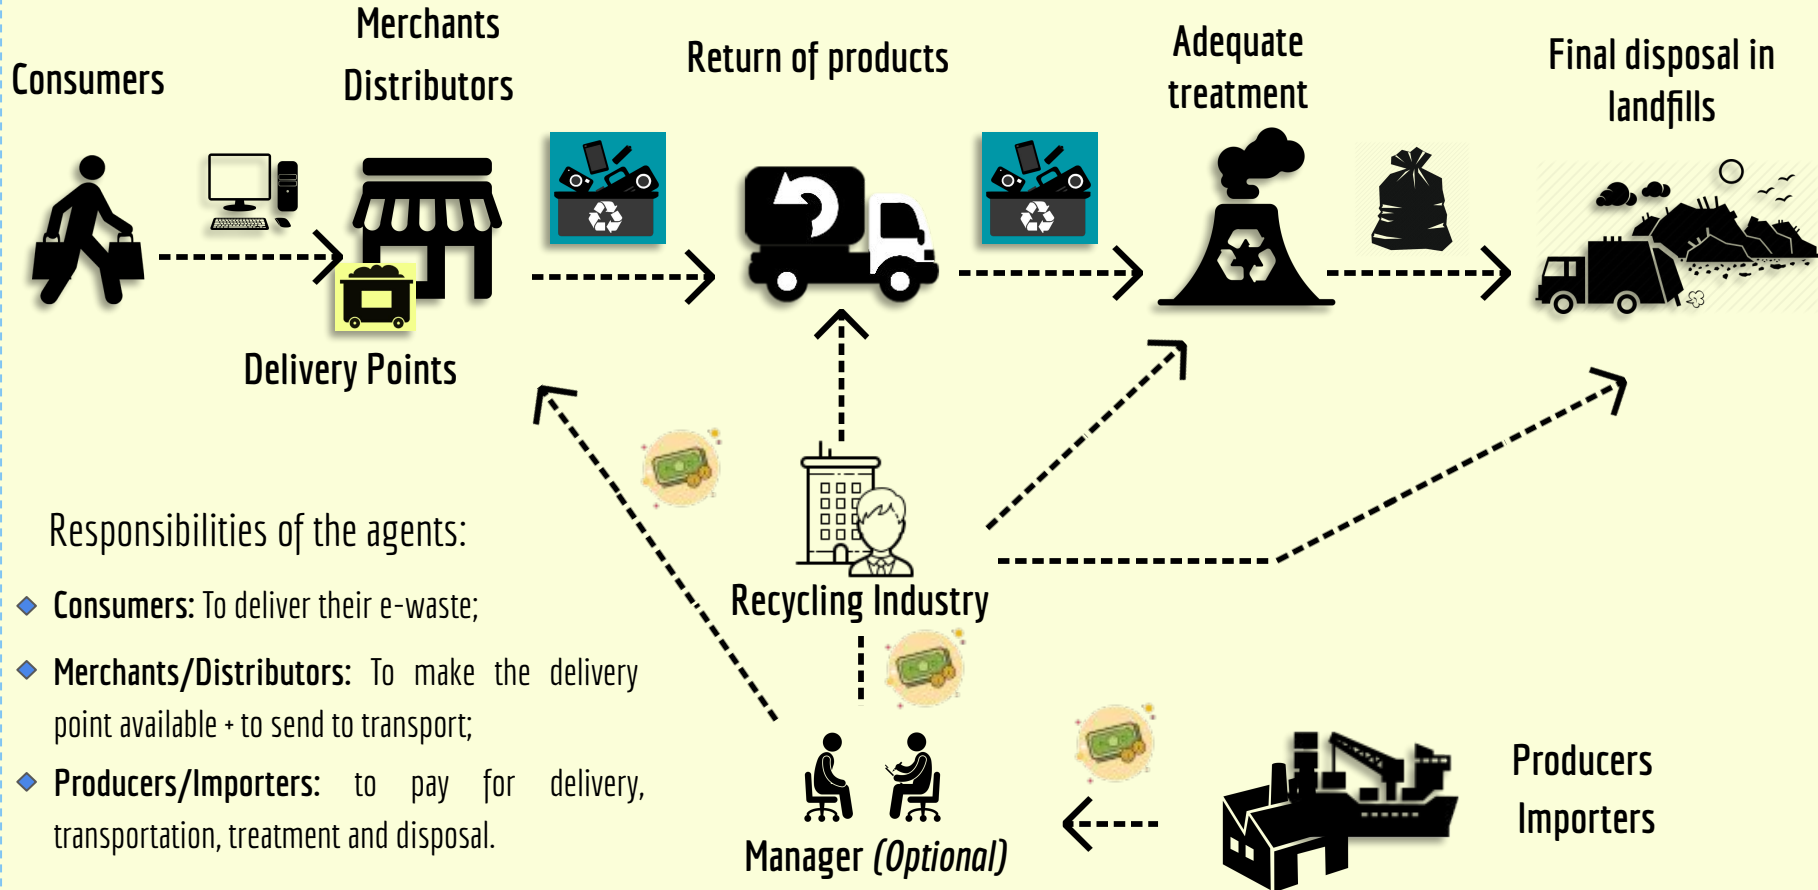 Consumers
Merchants
Distributors
Return of products
Adequate
treatment
Final disposal in
landfills
Delivery Points
Responsibilities of the agents:
Consumers: To deliver their e-waste;
Merchants/Distributors: To make the delivery
point available + to send to transport;
Producers/Importers: to pay for delivery,
transportation, treatment and disposal.
Recycling Industry
Manager (Optional)
Producers
Importers